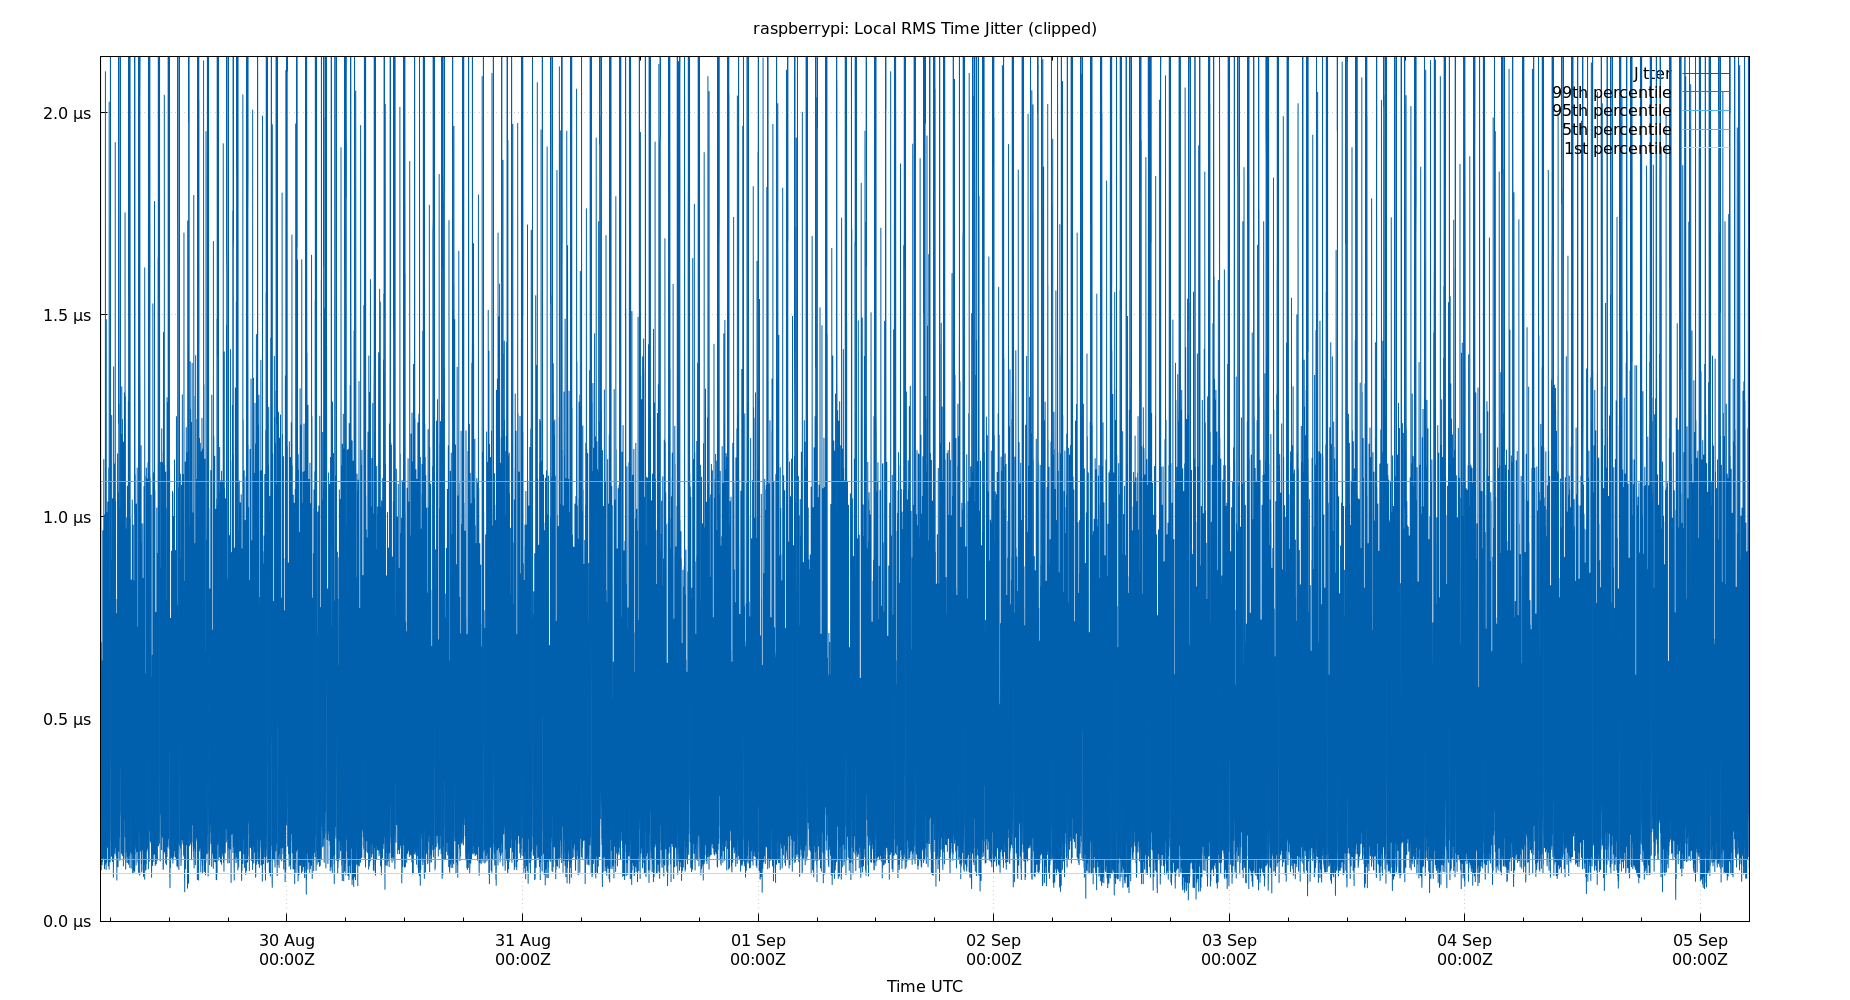 raspberrypi: Local RMS Time Jitter (clipped)
Jitter
99th percentile
95th percentile
5th percentile
1st percentile
2.0 µs
1.5 µs
1.0 µs
0.5 µs
0.0 µs
30 Aug 31 Aug 01 Sep 02 Sep 03 Sep 04 Sep 05 Sep
00:00Z 00:00Z 00:00Z 00:00Z 00:00Z 00:00Z 00:00Z
Time UTC